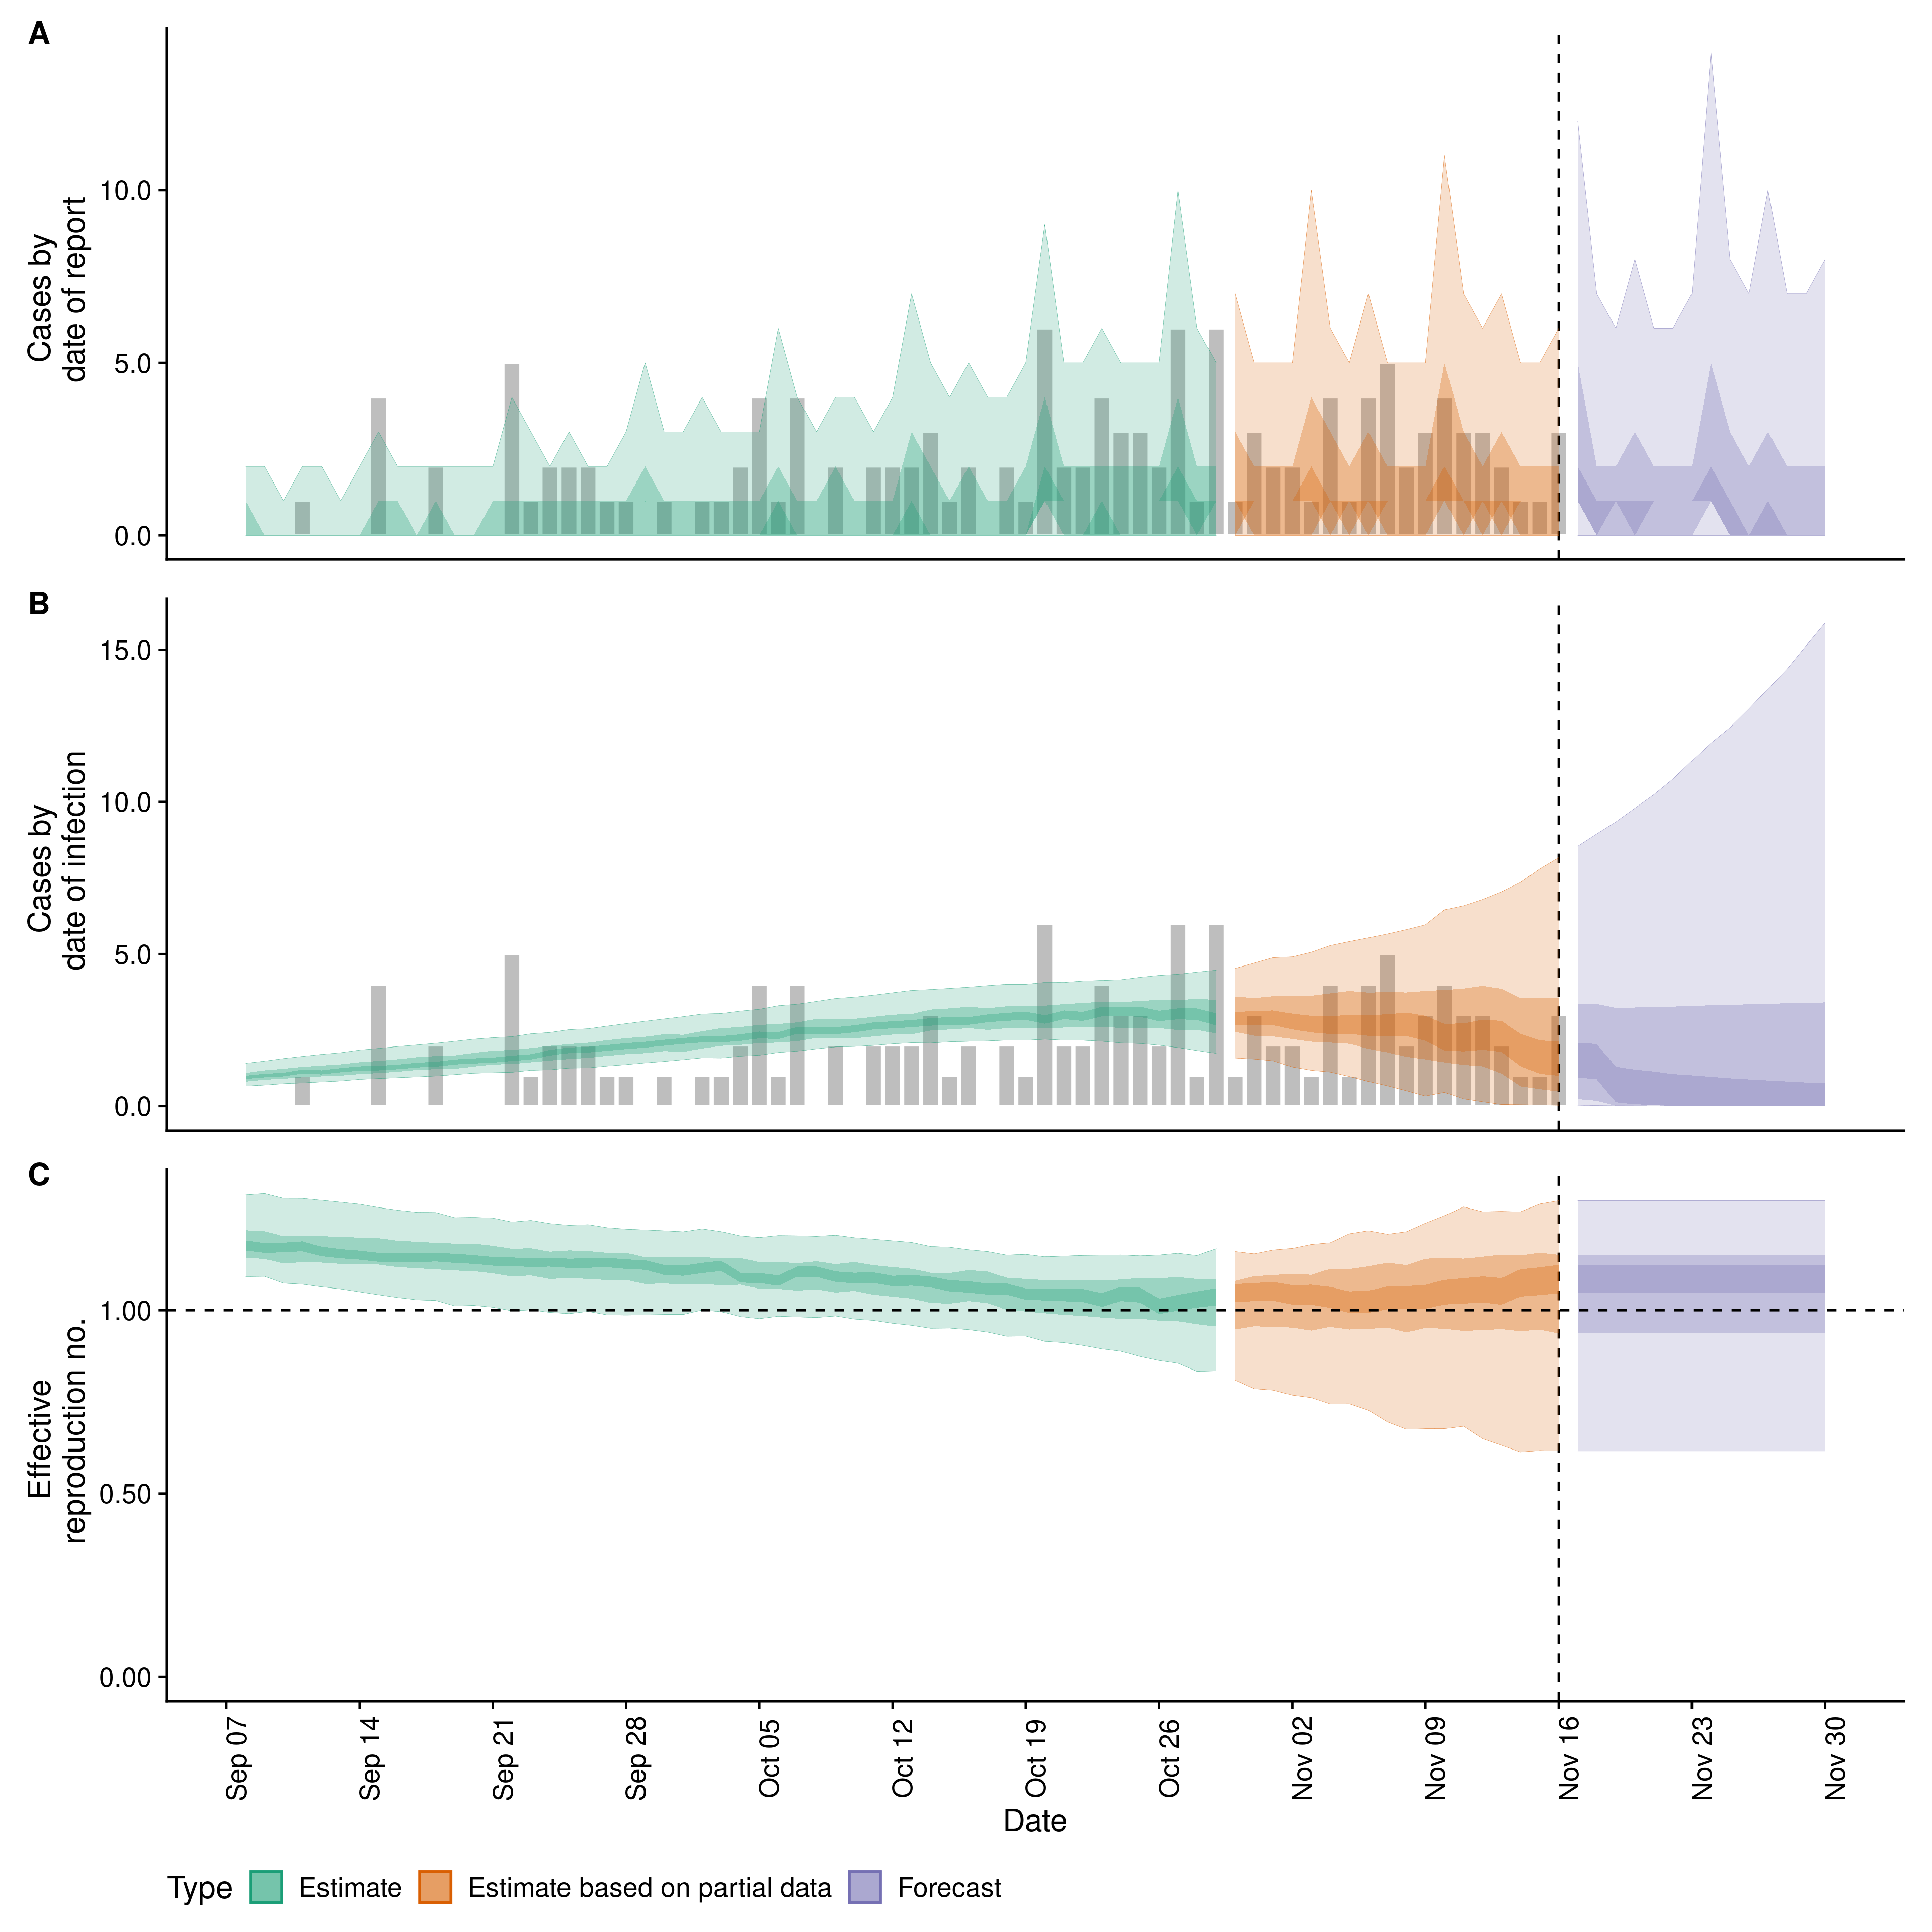 A
Cases by
date of report
10.0
5.0
0.0
B
Cases by
date of infection
15.0
10.0
5.0
0.0
C
Effective
reproduction no.
1.00
0.50
0.00
Sep 07
Sep 14
Sep 21
Sep 28
Oct 05
Oct 12
Oct 19
Oct 26
Nov 02
Nov 09
Nov 16
Nov 23
Nov 30
Date
Type
Estimate
Estimate based on partial data
Forecast